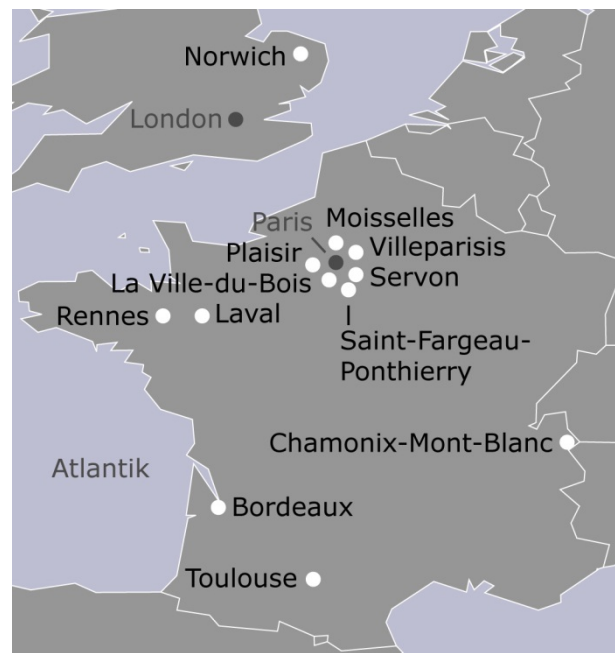 Norwich
London
Paris
Moisselles
Plaisir
Villeparisis
La Ville-du-Bois
Servon
Rennes
Laval
Saint-Fargeau-
Ponthierry
Chamonix-Mont-Blanc
Atlantik
Bordeaux
Toulouse